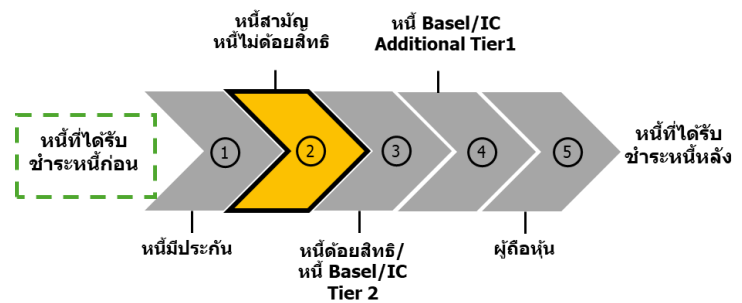 หนี้สามัญ
หนี้ไม่ด้อยสิทธิ
หนี้ Basel/IC
Additional Tier1
หนี้ที่ได้รับ
ชำระหนี้ก่อน
1
2
3
4
5
หนี้ที่ได้รับ
ชำระหนี้หลัง
หนี้มีประกัน
หนี้ด้อยสิทธิ/
หนี้ Basel/IC
Tier 2
ผู้ถือหุ้น